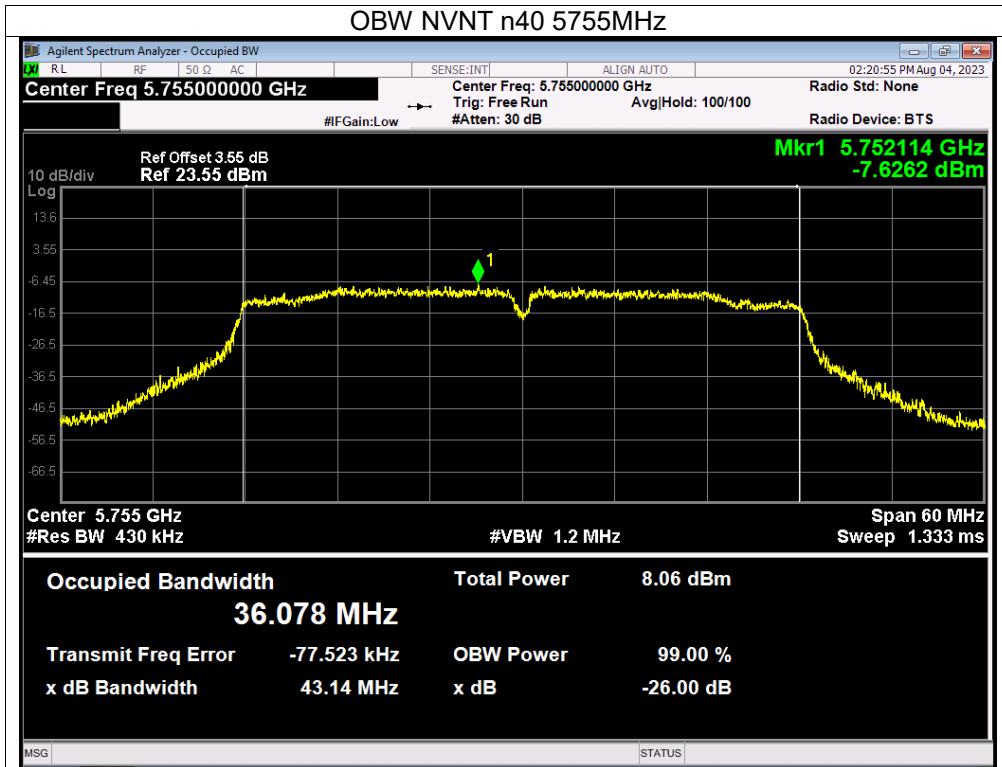 OBW NVNT n40 5755MHz
Agilent Spectrum Analyzer - Occupied BW
LXI RL RF 50 Ω AC SENSE:INT ALIGN AUTO 02:20:55 PM Aug 04, 2023
Center Freq 5.755000000 GHz
Center Freq: 5.755000000 GHz Radio Std: None
Trig: Free Run Avg|Hold: 100/100
#IFGain:Low #Atten: 30 dB Radio Device: BTS
Mkr1 5.752114 GHz
-7.6262 dBm
Ref Offset 3.55 dB
10 dB/div Ref 23.55 dBm
Log
13.6
3.55
1
-6.45
-16.5
-26.5
-36.5
-46.5
-56.5
-66.5
Center 5.755 GHz Span 60 MHz
#Res BW 430 kHz #VBW 1.2 MHz Sweep 1.333 ms
Occupied Bandwidth Total Power 8.06 dBm
36.078 MHz
Transmit Freq Error -77.523 kHz OBW Power 99.00 %
x dB Bandwidth 43.14 MHz x dB -26.00 dB
MSG STATUS